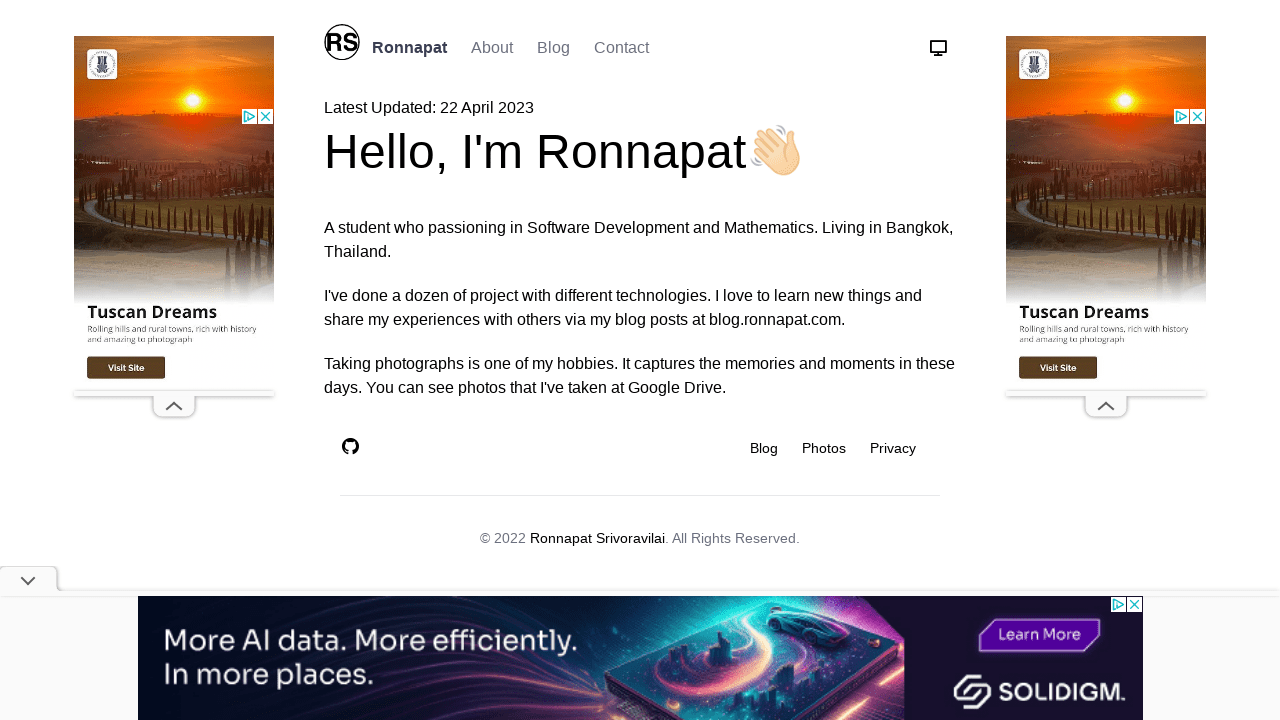 RS Ronnapat About Blog Contact
Latest Updated: 22 April 2023
Hello, I'm Ronnapat👋🏻
A student who passioning in Software Development and Mathematics. Living in Bangkok,
Thailand.
I've done a dozen of project with different technologies. I love to learn new things and
share my experiences with others via my blog posts at blog.ronnapat.com.
Taking photographs is one of my hobbies. It captures the memories and moments in these
days. You can see photos that I've taken at Google Drive.
Blog Photos Privacy
© 2022 Ronnapat Srivoravilai. All Rights Reserved.
Tuscan Dreams
Rolling hills and rural towns, rich with history
and amazing to photograph
Visit Site
Tuscan Dreams
Rolling hills and rural towns, rich with history
and amazing to photograph
Visit Site
More AI data. More efficiently.
In more places.
Learn More
SOLIDIGM.